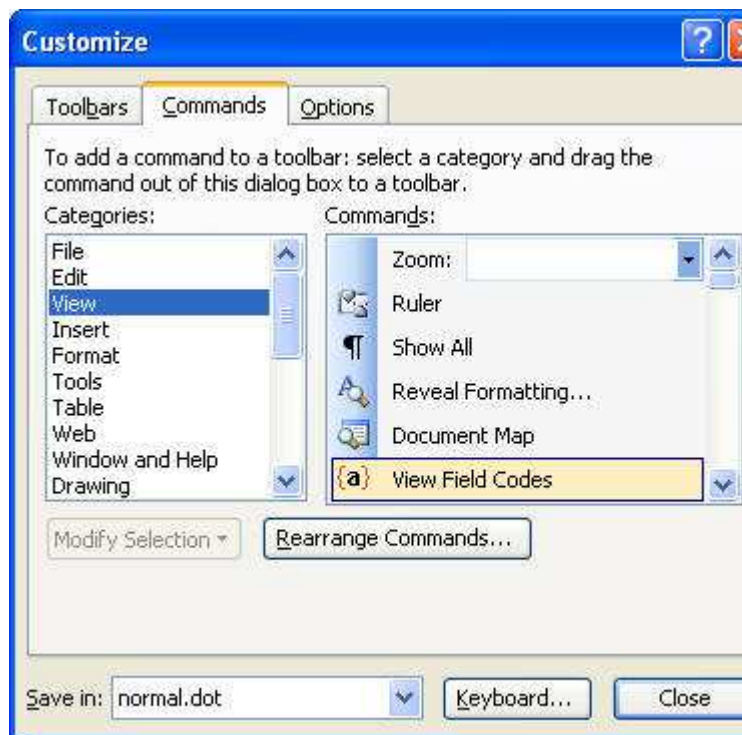 Customize
Toolbars Commands Options
To add a command to a toolbar: select a category and drag the
command out of this dialog box to a toolbar.
Categories: Commands:
File
Edit
View
Insert
Format
Tools
Table
Web
Window and Help
Drawing
Zoom:
Ruler
¶ Show All
Reveal Formatting...
Document Map
{a} View Field Codes
Modify Selection Rearrange Commands...
Save in: normal.dot Keyboard... Close